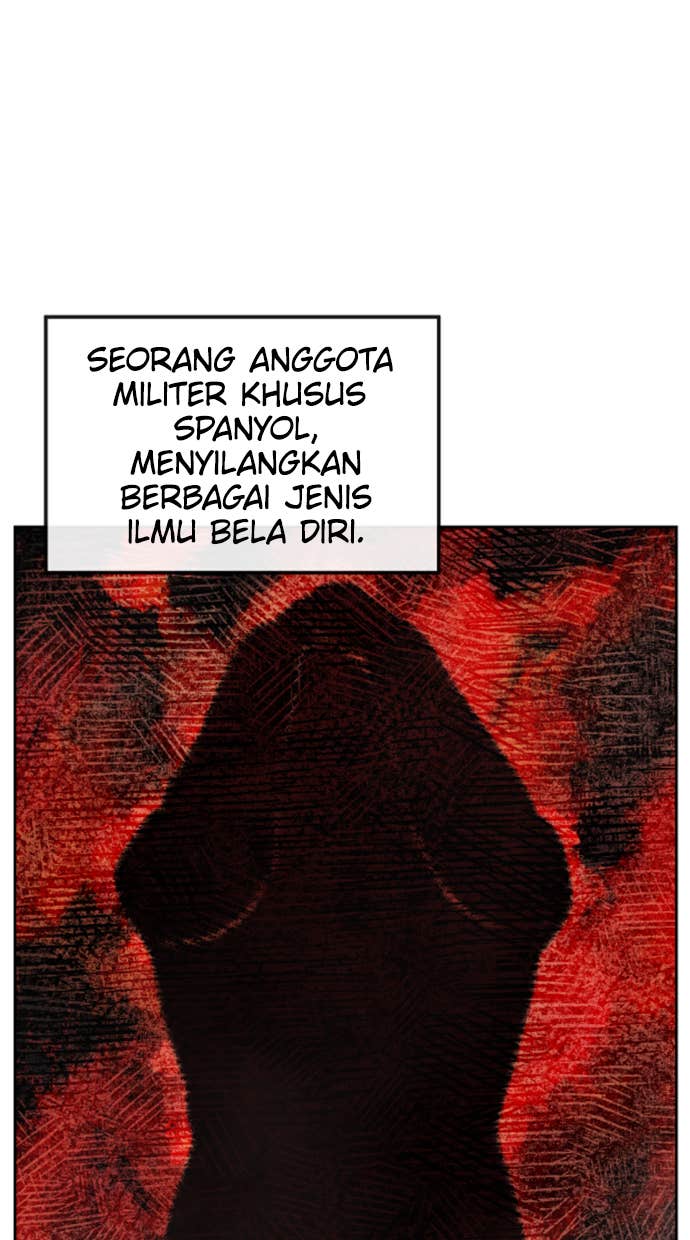 SEORANG ANGGOTA
MILITER KHUSUS
SPANYOL,
MENYILANGKAN
BERBAGAI JENIS
ILMU BELA DIRI.